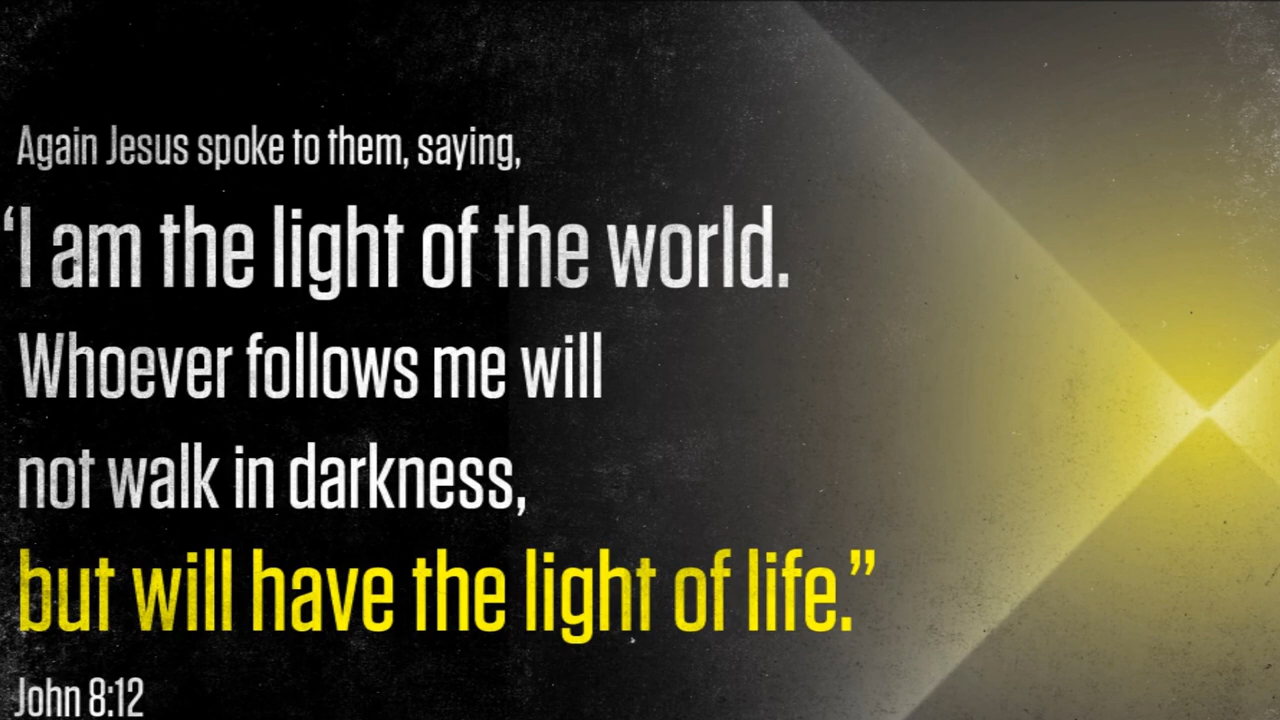 Again Jesus spoke to them, saying,
‘I am the light of the world.
Whoever follows me will
not walk in darkness,
but will have the light of life.”
John 8:12